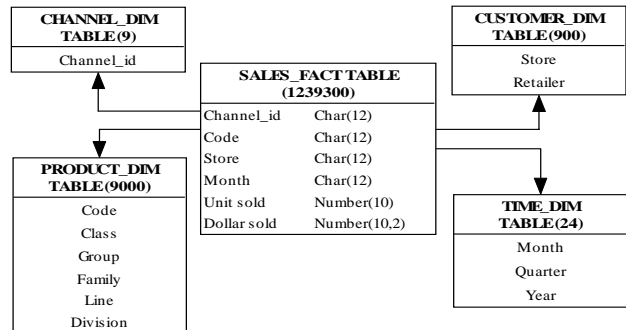 CHANNEL_DIM
TABLE(9)
Channel_id
CUSTOMER_DIM
TABLE(900)
Store
Retailer
SALES_FACT TABLE
(1239300)
Channel_id Char(12)
Code Char(12)
Store Char(12)
Month Char(12)
Unit sold Number(10)
Dollar sold Number(10,2)
PRODUCT_DIM
TABLE(9000)
Code
Class
Group
Family
Line
Division
TIME_DIM
TABLE(24)
Month
Quarter
Year